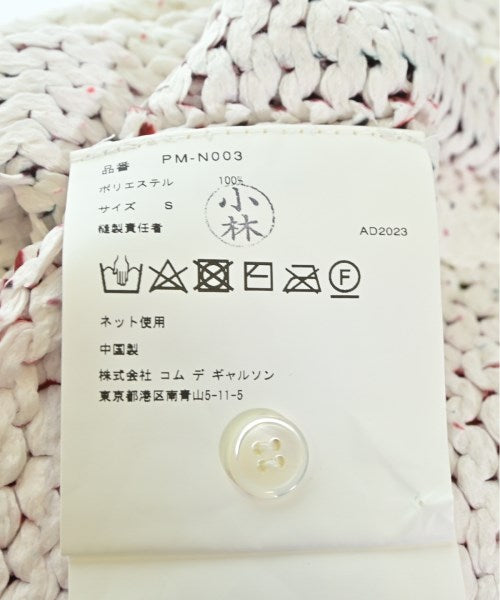 品番 PM-N003
ポリエステル 100%
サイズ S
縫製責任者 小林 AD2023
F
ネット使用
中国製
株式会社 コム デ ギャルソン
東京都港区南青山5-11-5